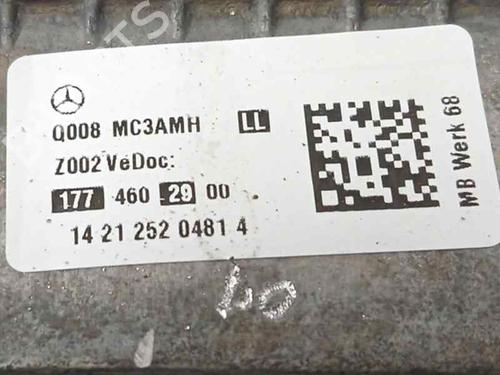 Q008 MC3AMH LL
Z002 VeDoc:
177 460 29 00
14 21 252 0481 4
MB Werk 68